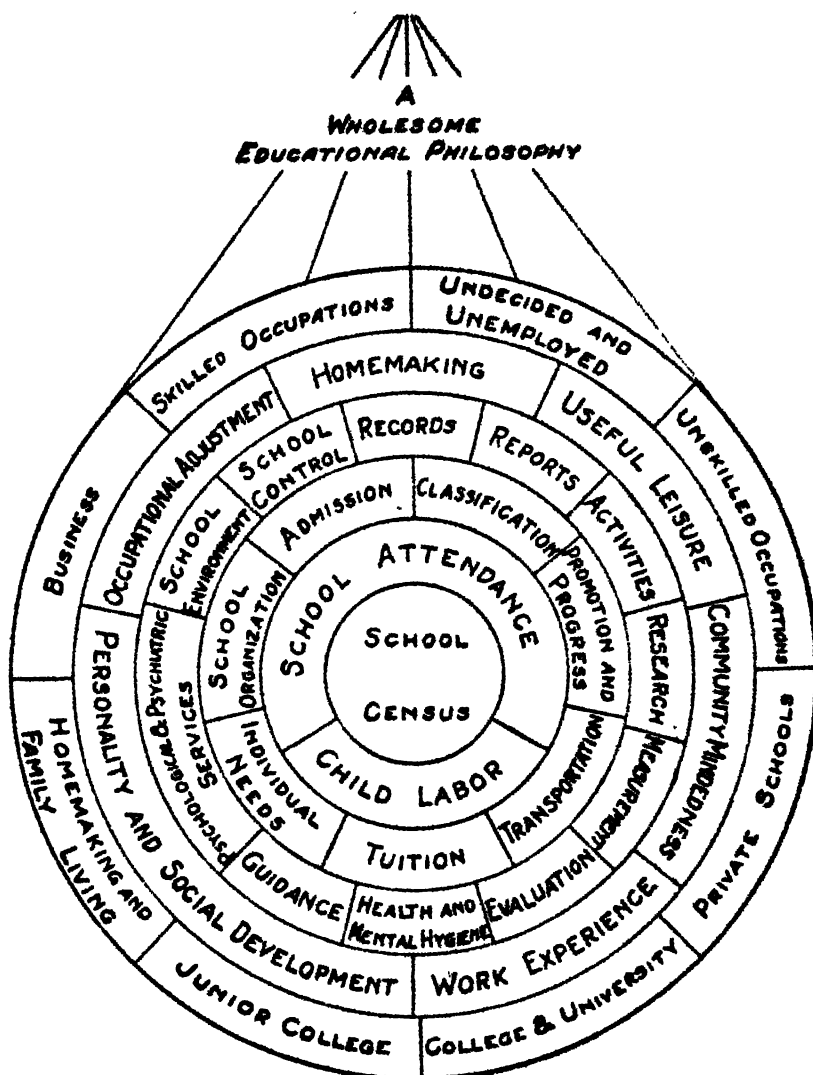 A
WHOLESOME
EDUCATIONAL PHILOSOPHY
SKILLED OCCUPATIONS
UNDECIDED AND
UNEMPLOYED
UNSKILLED OCCUPATIONS
PRIVATE SCHOOLS
COLLEGE & UNIVERSITY
JUNIOR COLLEGE
HOMEMAKING AND
FAMILY LIVING
BUSINESS
HOMEMAKING
USEFUL LEISURE
COMMUNITY MINDEDNESS
WORK EXPERIENCE
PERSONALITY AND SOCIAL DEVELOPMENT
OCCUPATIONAL ADJUSTMENT
SCHOOL
CONTROL
RECORDS
REPORTS
ACTIVITIES
RESEARCH
MEASUREMENT
EVALUATION
HEALTH AND
MENTAL HYGIENE
GUIDANCE
PSYCHOLOGICAL & PSYCHIATRIC
SERVICES
SCHOOL
ENVIRONMENT
ADMISSION
CLASSIFICATION
PROMOTION AND
PROGRESS
TRANSPORTATION
TUITION
INDIVIDUAL
NEEDS
SCHOOL
ORGANIZATION
SCHOOL ATTENDANCE
CHILD LABOR
SCHOOL
CENSUS